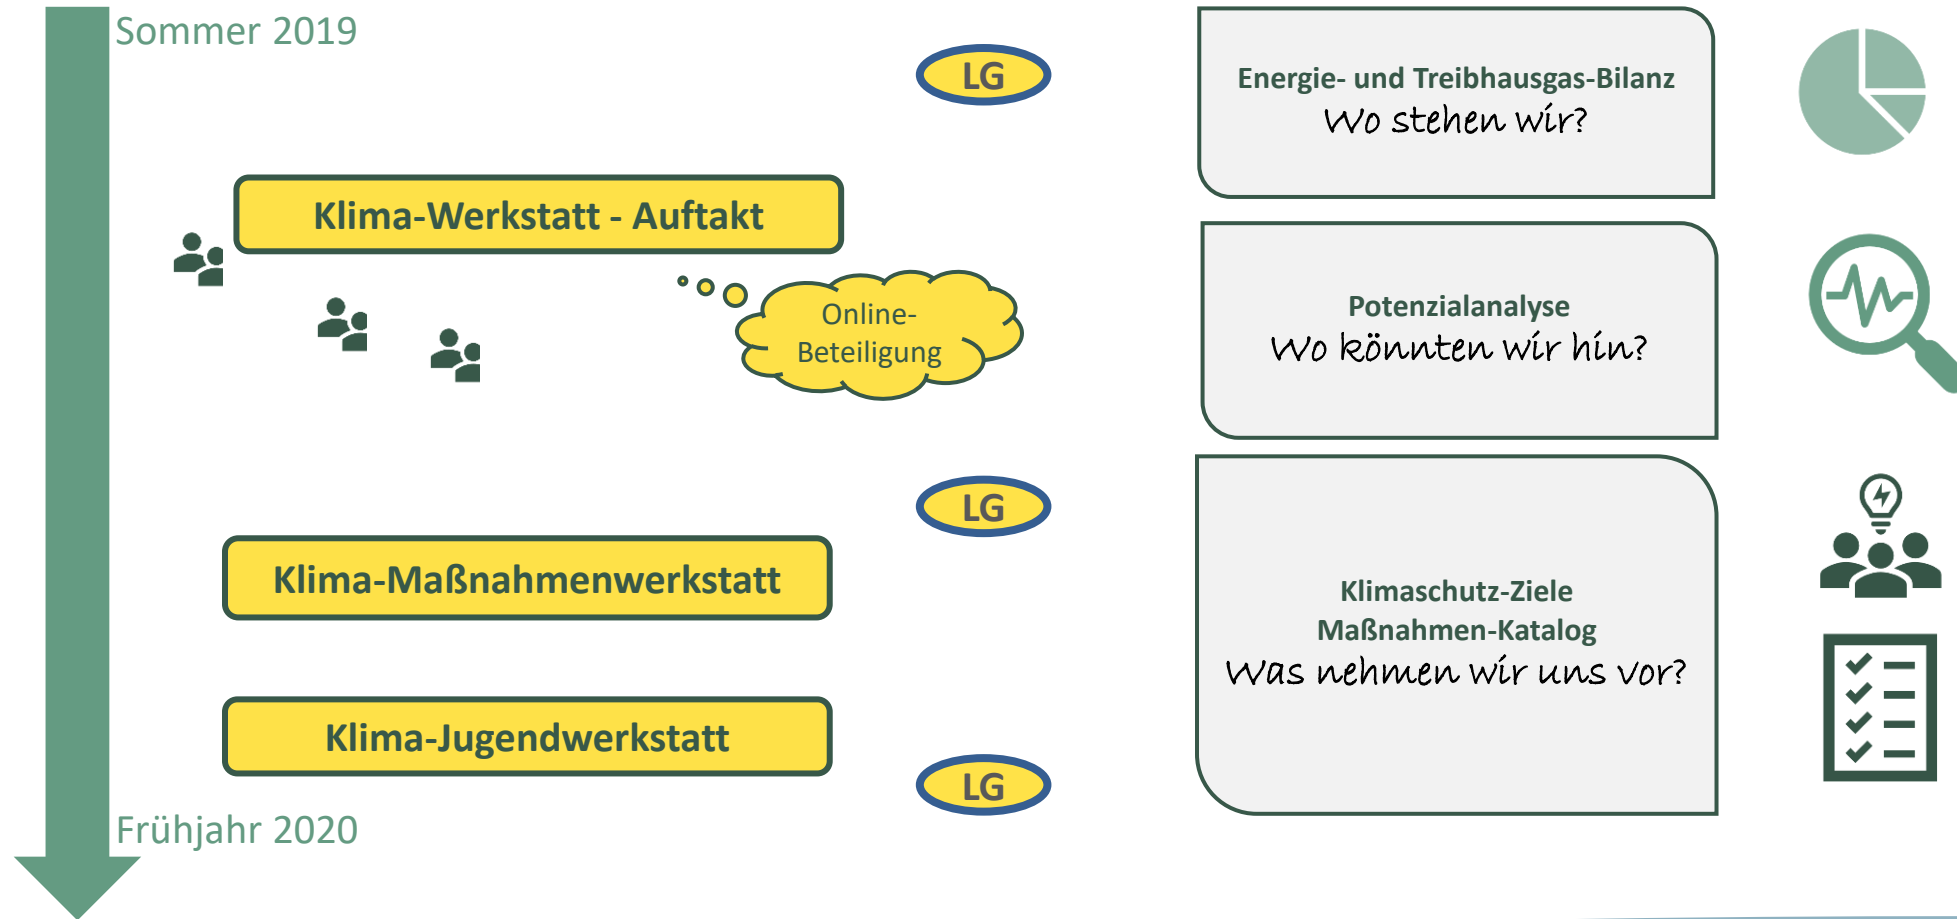 Sommer 2019
LG
Energie- und Treibhausgas-Bilanz
Wo stehen wir?
Klima-Werkstatt - Auftakt
Online-
Beteiligung
Potenzialanalyse
Wo könnten wir hin?
LG
Klima-Maßnahmenwerkstatt
Klimaschutz-Ziele
Maßnahmen-Katalog
Was nehmen wir uns vor?
Klima-Jugendwerkstatt
LG
Frühjahr 2020